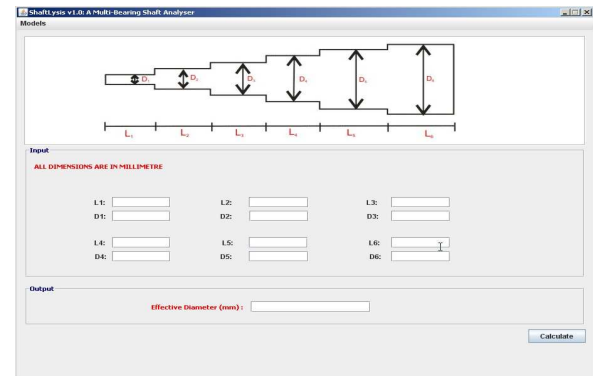 ShaftLysis v1.0: A Multi-Bearing Shaft Analyser
Models
D₁ D₂ D₃ D₄ D₅ D₆
L₁ L₂ L₃ L₄ L₅ L₆
Input
ALL DIMENSIONS ARE IN MILLIMETRE
L1: L2: L3:
D1: D2: D3:
L4: L5: L6:
D4: D5: D6:
Output
Effective Diameter (mm) :
Calculate